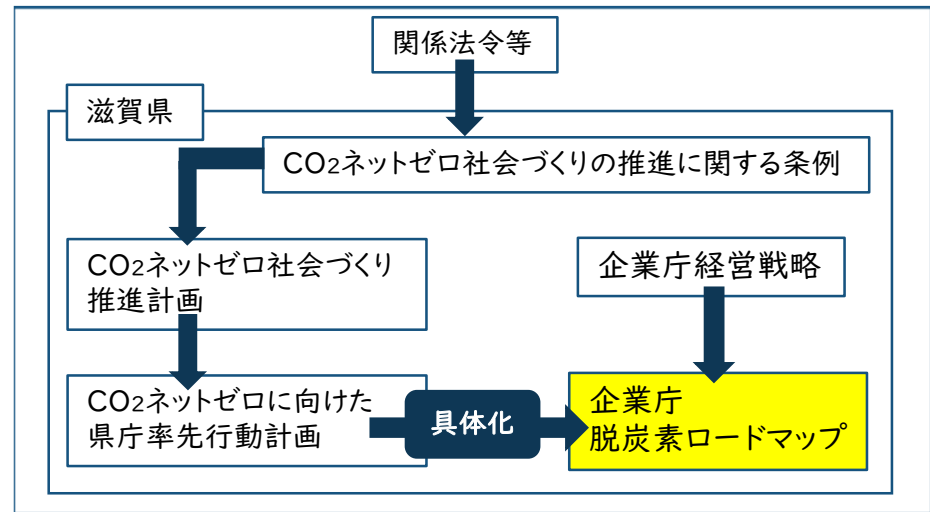 関係法令等
滋賀県
CO2ネットゼロ社会づくりの推進に関する条例
CO2ネットゼロ社会づくり
推進計画
企業庁経営戦略
CO2ネットゼロに向けた
県庁率先行動計画
具体化
企業庁
脱炭素ロードマップ